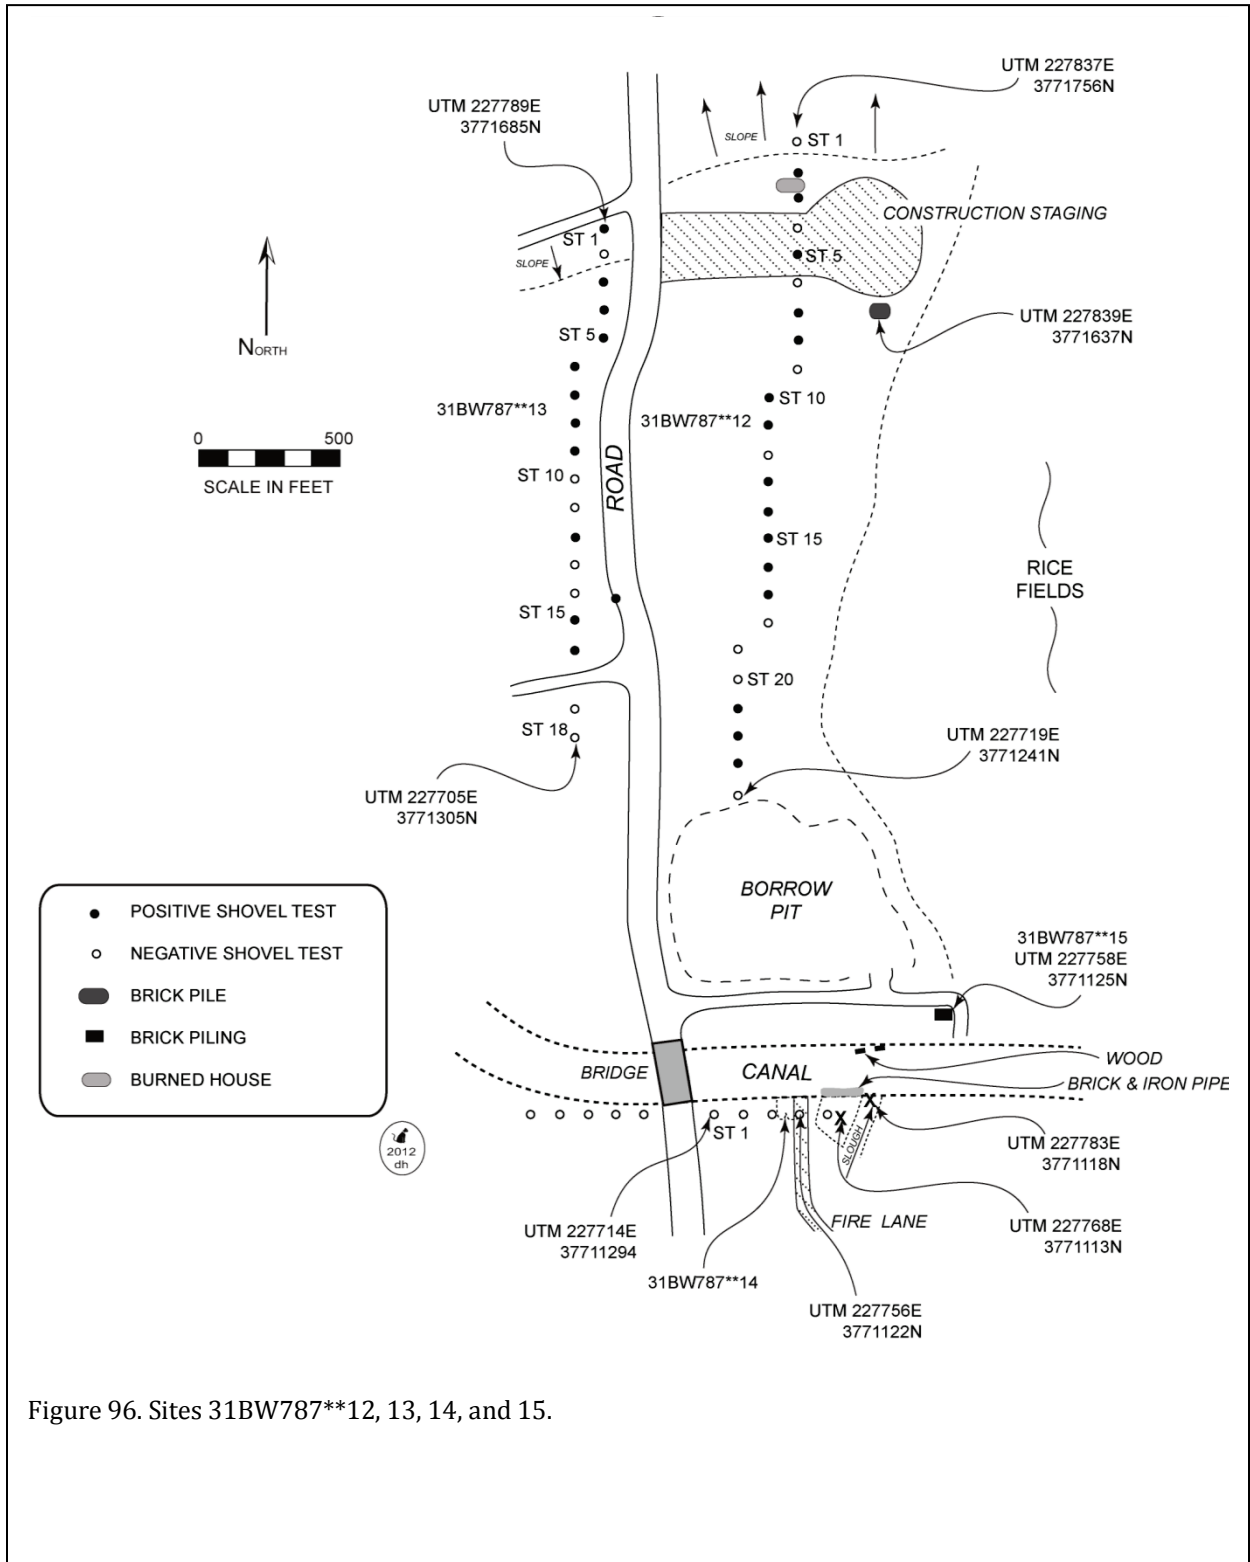 UTM 227837E
3771756N
UTM 227789E
3771685N
SLOPE
ST 1
CONSTRUCTION STAGING
ST 1
SLOPE
ST 5
NORTH
UTM 227839E
3771637N
ST 5
ST 10
31BW787**13
31BW787**12
0 500
SCALE IN FEET
ROAD
ST 10
ST 15
RICE
FIELDS
ST 15
ST 20
ST 18
UTM 227719E
3771241N
UTM 227705E
3771305N
BORROW
PIT
POSITIVE SHOVEL TEST
NEGATIVE SHOVEL TEST
BRICK PILE
BRICK PILING
BURNED HOUSE
31BW787**15
UTM 227758E
3771125N
WOOD
BRIDGE
CANAL
BRICK & IRON PIPE
ST 1
X
X
SLOUGH
2012
dh
UTM 227783E
3771118N
UTM 227714E
37711294
FIRE LANE
UTM 227768E
3771113N
31BW787**14
UTM 227756E
3771122N
Figure 96. Sites 31BW787**12, 13, 14, and 15.